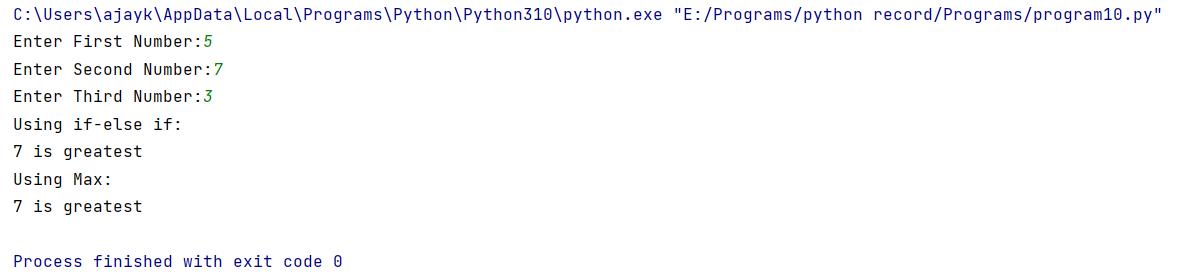 C:\Users\ajayk\AppData\Local\Programs\Python\Python310\python.exe "E:/Programs/python record/Programs/program10.py"
Enter First Number:5
Enter Second Number:7
Enter Third Number:3
Using if-else if:
7 is greatest
Using Max:
7 is greatest
Process finished with exit code 0